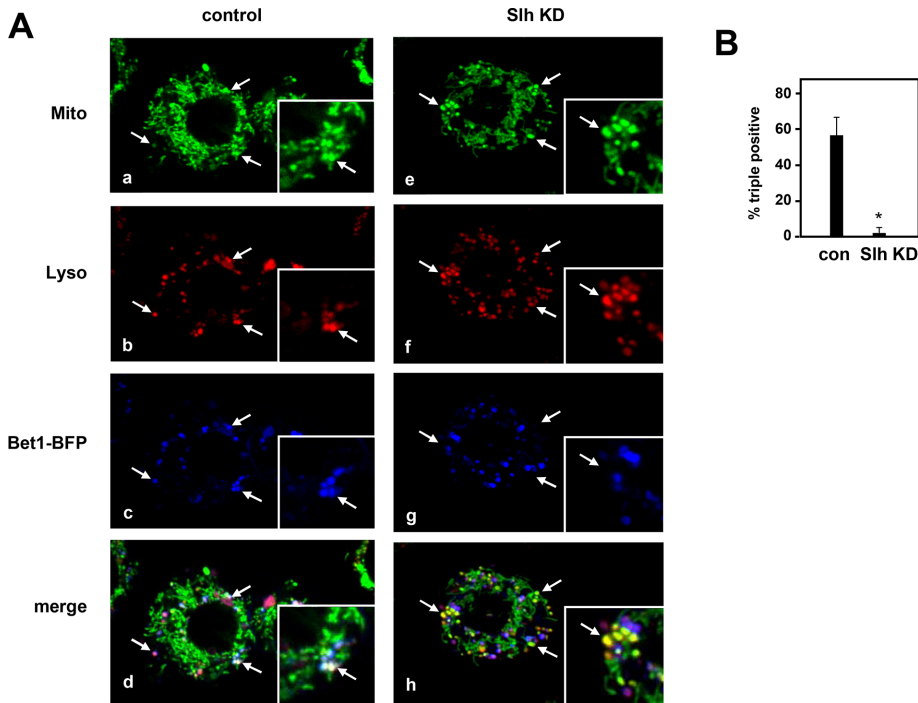 A
control
Slh KD
B
Mito
a
e
Lyso
b
f
Bet1-BFP
c
g
merge
d
h
% triple positive
80
60
40
20
0
*
con
Slh KD